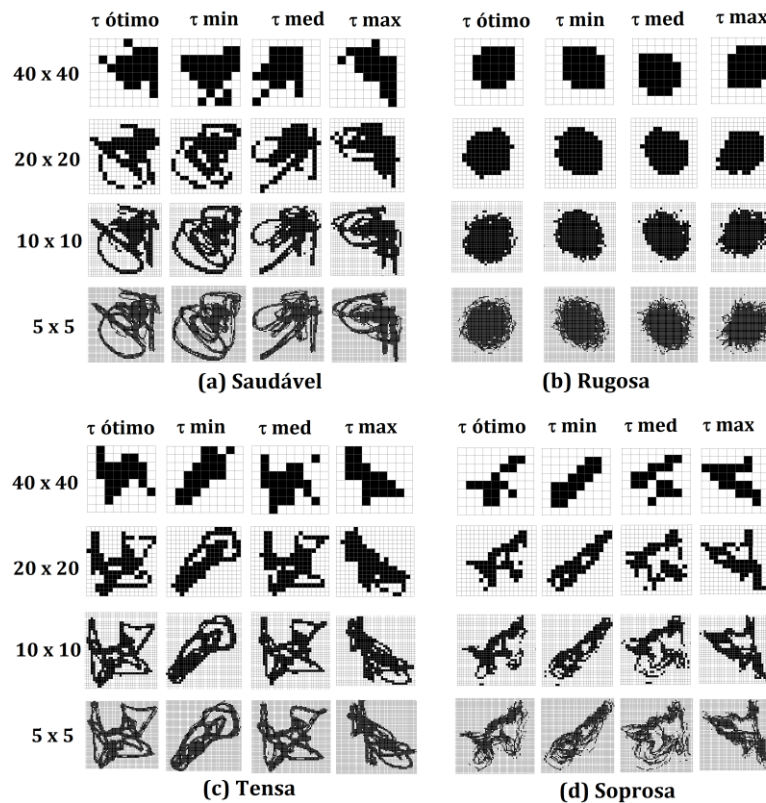 τ ótimo τ min τ med τ max
40 x 40
20 x 20
10 x 10
5 x 5
(a) Saudável
τ ótimo τ min τ med τ max
(b) Rugosa
τ ótimo τ min τ med τ max
40 x 40
20 x 20
10 x 10
5 x 5
(c) Tensa
τ ótimo τ min τ med τ max
(d) Soprosa